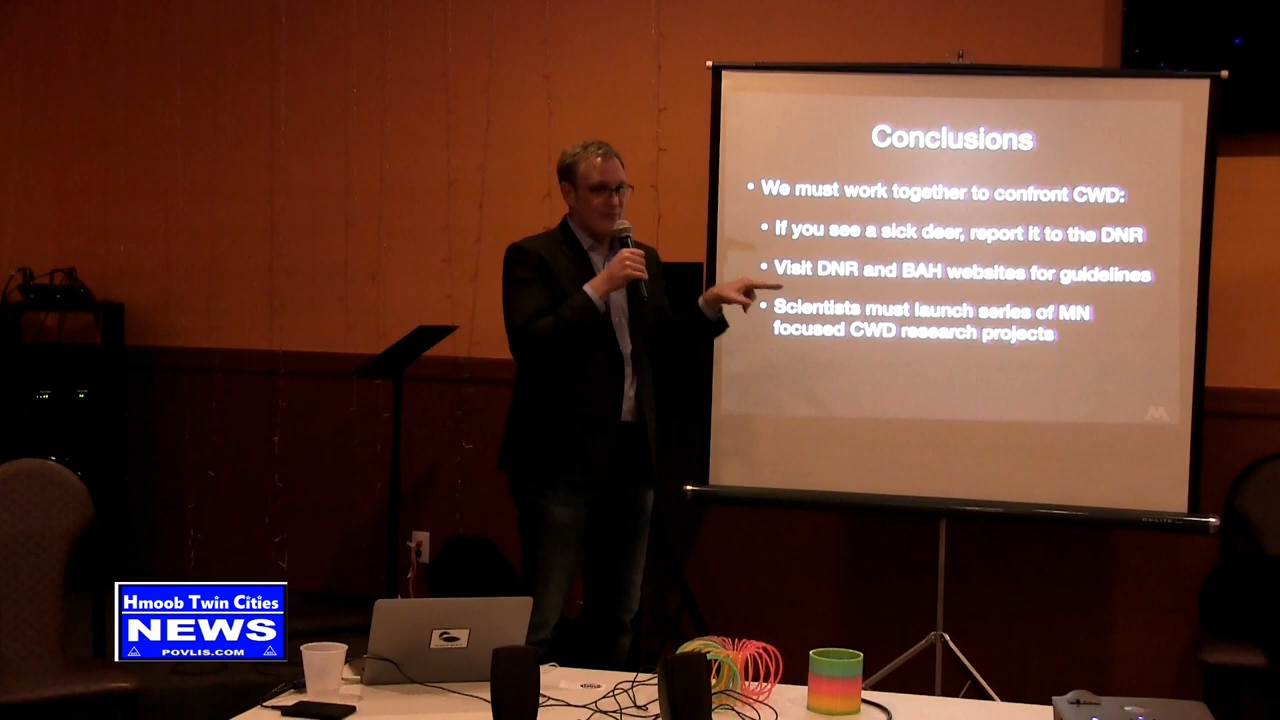 Conclusions
• We must work together to confront CWD:
• If you see a sick deer, report it to the DNR
• Visit DNR and BAH websites for guidelines
• Scientists must launch series of MN
focused CWD research projects
M
Hmoob Twin Cities
NEWS
POVLIS.COM